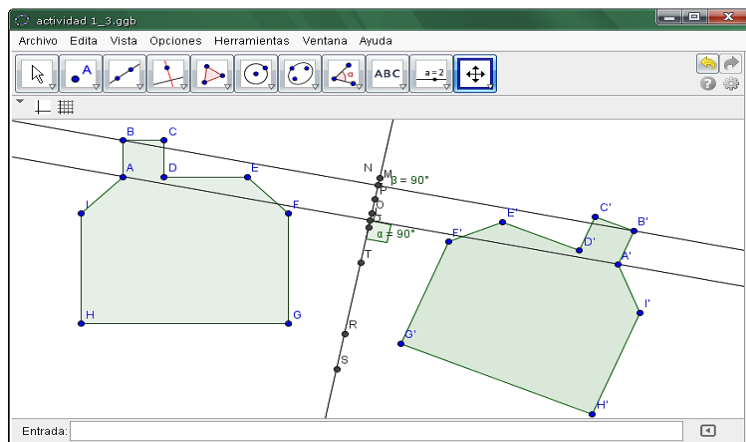 actividad 1_3.ggb
Archivo Edita Vista Opciones Herramientas Ventana Ayuda
A
α
ABC
a=2
B C
A D E
I F
H G
N M
β = 90°
P
O
α = 90°
T
R
S
C' B'
E'
F' D' A'
I'
G'
H'
Entrada: